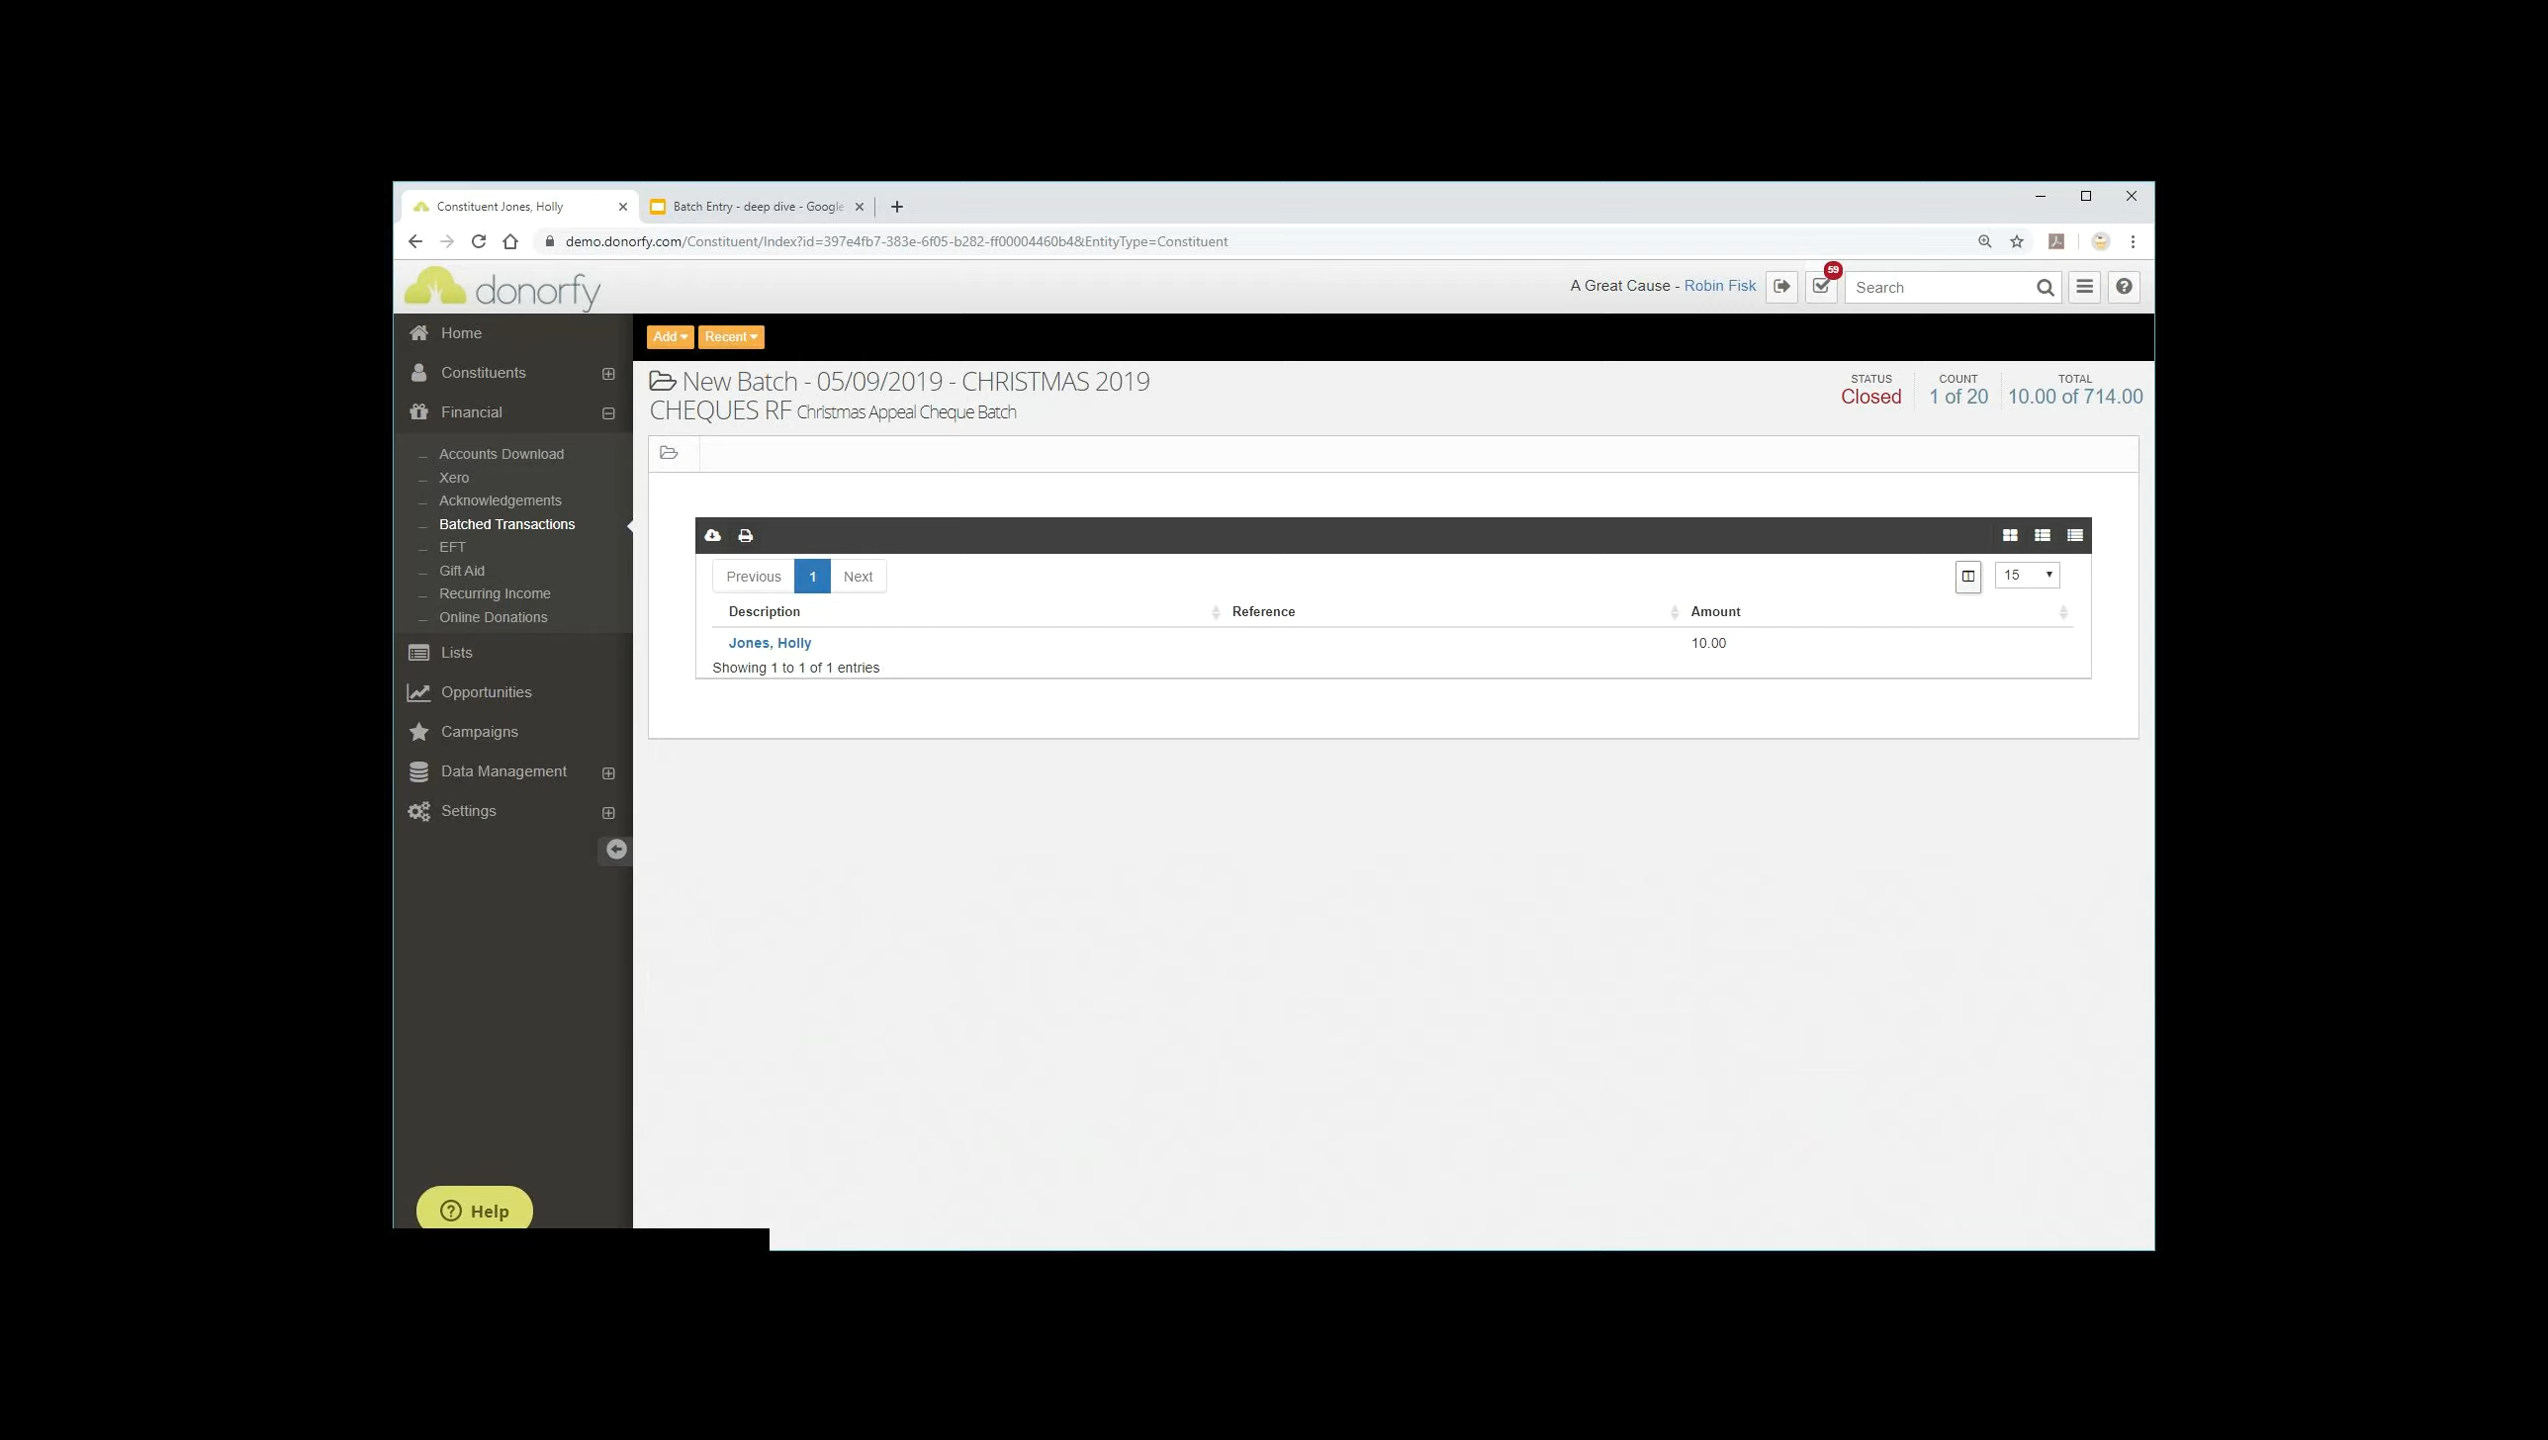 Constituent Jones, Holly
Batch Entry - deep dive - Google
demo.donorfy.com/Constituent/Index?id=397e4fb7-383e-6f05-b282-ff00004460b4&EntityType=Constituent
donorfy
A Great Cause - Robin Fisk
59
Search
Home
Constituents
Financial
Accounts Download
Xero
Acknowledgements
Batched Transactions
EFT
Gift Aid
Recurring Income
Online Donations
Lists
Opportunities
Campaigns
Data Management
Settings
Help
Add
Recent
New Batch - 05/09/2019 - CHRISTMAS 2019
CHEQUES RF Christmas Appeal Cheque Batch
STATUS COUNT TOTAL
Closed 1 of 20 10.00 of 714.00
Previous 1 Next
15
Description Reference Amount
Jones, Holly 10.00
Showing 1 to 1 of 1 entries